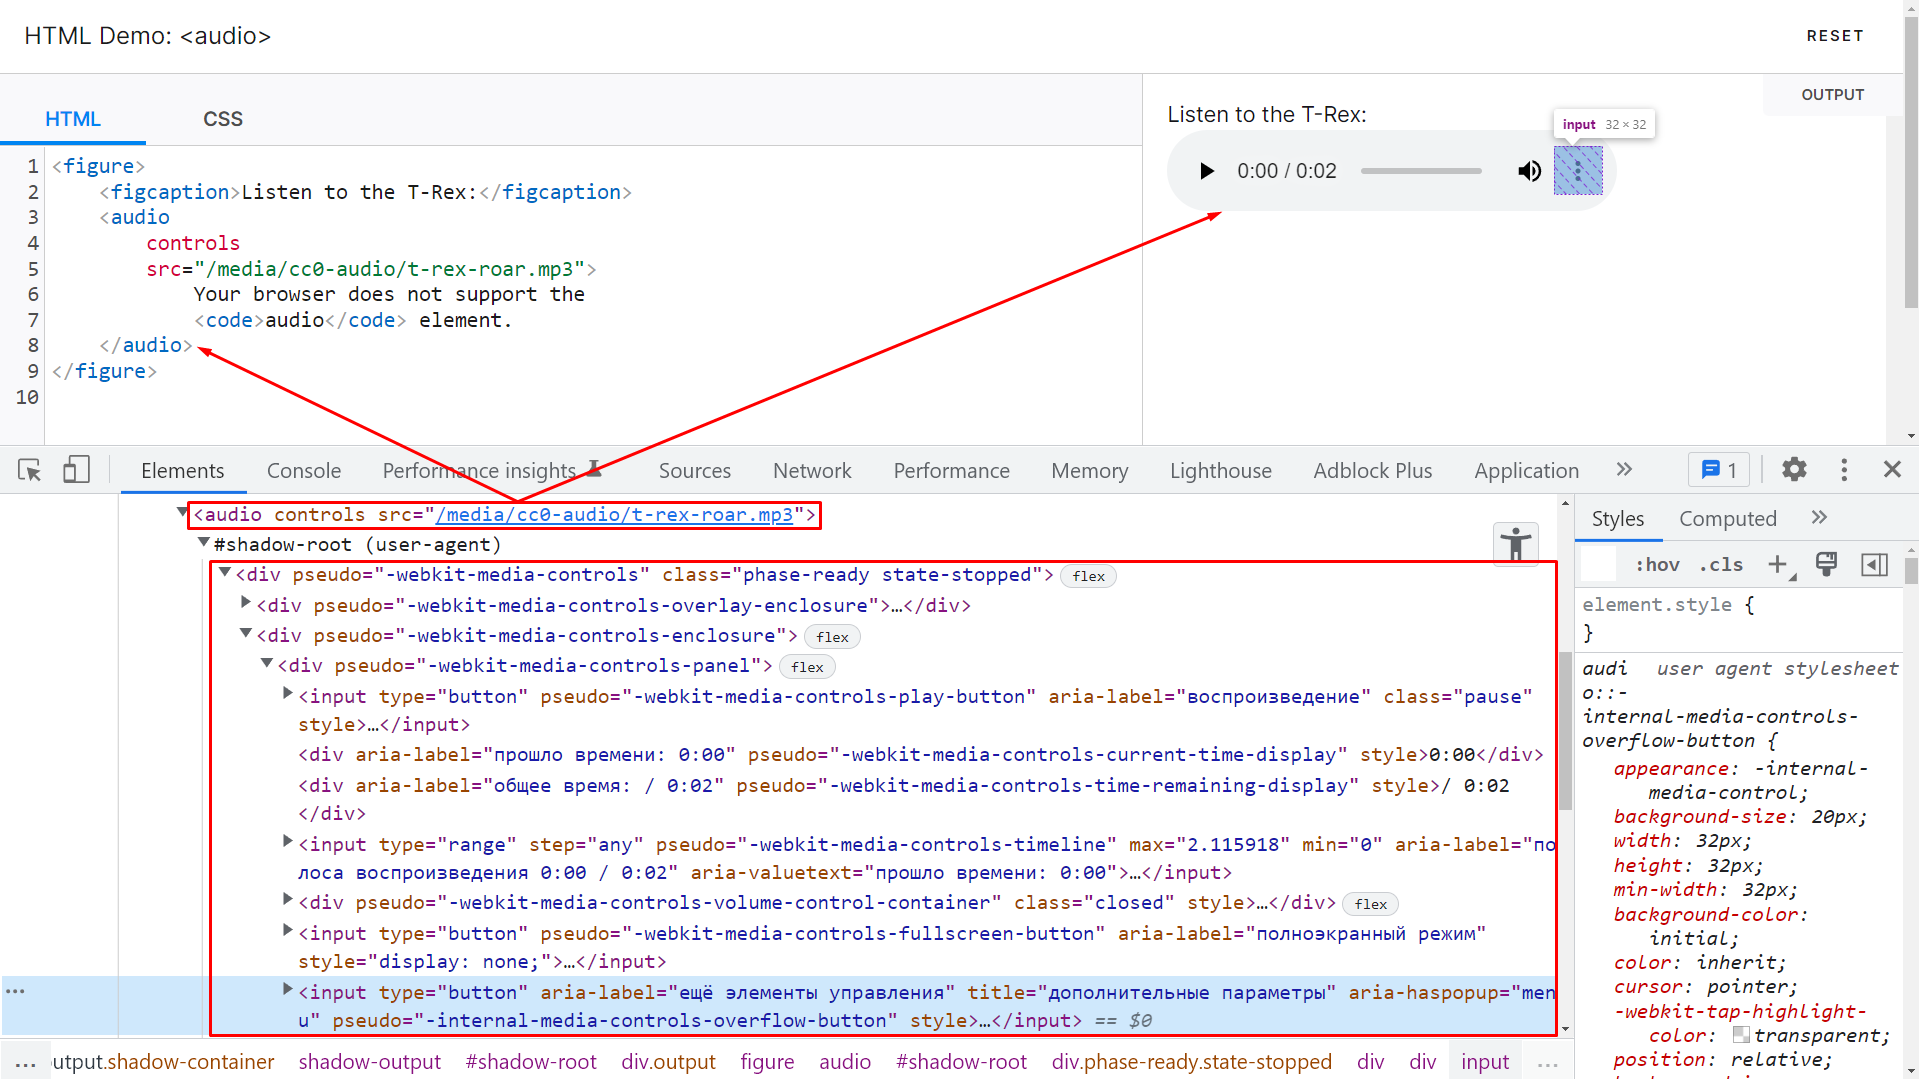 HTML Demo: <audio>
RESET
HTML
CSS
OUTPUT
1 <figure>
2 <figcaption>Listen to the T-Rex:</figcaption>
3 <audio
4 controls
5 src="/media/cc0-audio/t-rex-roar.mp3">
6 Your browser does not support the
7 <code>audio</code> element.
8 </audio>
9 </figure>
10
Listen to the T-Rex:
input 32 × 32
0:00 / 0:02
Elements Console Performance insights Sources Network Performance Memory Lighthouse Adblock Plus Application » 1
<audio controls src="/media/cc0-audio/t-rex-roar.mp3">
#shadow-root (user-agent)
<div pseudo="-webkit-media-controls" class="phase-ready state-stopped"> flex
<div pseudo="-webkit-media-controls-overlay-enclosure">…</div>
<div pseudo="-webkit-media-controls-enclosure"> flex
<div pseudo="-webkit-media-controls-panel"> flex
<input type="button" pseudo="-webkit-media-controls-play-button" aria-label="воспроизведение" class="pause"
style>…</input>
<div aria-label="прошло времени: 0:00" pseudo="-webkit-media-controls-current-time-display" style>0:00</div>
<div aria-label="общее время: / 0:02" pseudo="-webkit-media-controls-time-remaining-display" style>/ 0:02
</div>
<input type="range" step="any" pseudo="-webkit-media-controls-timeline" max="2.115918" min="0" aria-label="по
лоса воспроизведения 0:00 / 0:02" aria-valuetext="прошло времени: 0:00">…</input>
<div pseudo="-webkit-media-controls-volume-control-container" class="closed" style>…</div> flex
<input type="button" pseudo="-webkit-media-controls-fullscreen-button" aria-label="полноэкранный режим"
style="display: none;">…</input>
… <input type="button" aria-label="ещё элементы управления" title="дополнительные параметры" aria-haspopup="men
u" pseudo="-internal-media-controls-overflow-button" style>…</input> == $0
Styles Computed »
:hov .cls +
element.style {
}
audi user agent stylesheet
o::-
internal-media-controls-
overflow-button {
appearance: -internal-
media-control;
background-size: 20px;
width: 32px;
height: 32px;
min-width: 32px;
background-color:
initial;
color: inherit;
cursor: pointer;
-webkit-tap-highlight-
color: transparent;
position: relative;
… output.shadow-container shadow-output #shadow-root div.output figure audio #shadow-root div.phase-ready.state-stopped div div input …